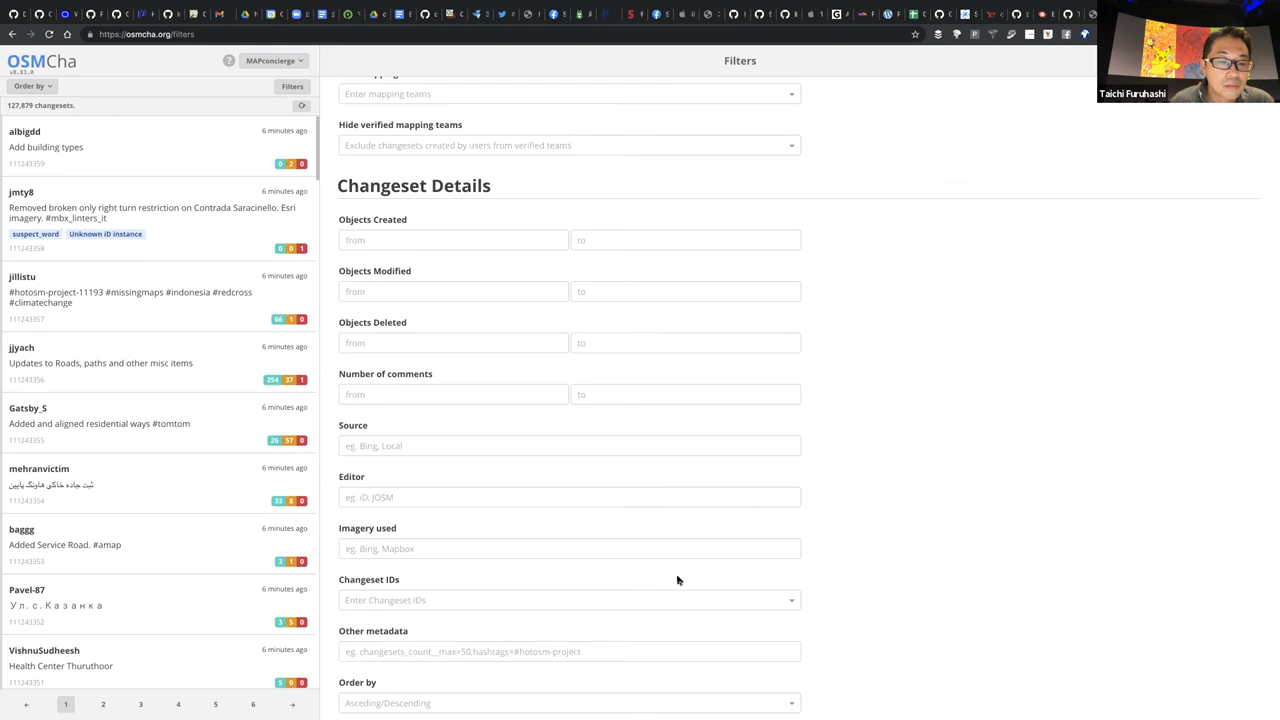 https://osmcha.org/filters
Taichi Furuhashi
OSMCha
v0.83.0
?
MAPconcierge
Filters
Order by
Filters
127,879 changesets.
albigdd
6 minutes ago
Add building types
111243359
0 2 0
jmty8
6 minutes ago
Removed broken only right turn restriction on Contrada Saracinello. Esri
imagery. #mbx_linters_it
suspect_word
Unknown iD instance
111243358
0 0 1
jillistu
6 minutes ago
#hotosm-project-11193 #missingmaps #indonesia #redcross
#climatechange
111243357
66 1 0
jjyach
6 minutes ago
Updates to Roads, paths and other misc items
111243356
254 37 1
Gatsby_S
6 minutes ago
Added and aligned residential ways #tomtom
111243355
26 57 0
mehranvictim
6 minutes ago
ثبت جاده خاکی هاونگ پایین
111243354
33 8 0
baggg
6 minutes ago
Added Service Road. #amap
111243353
3 1 0
Pavel-87
6 minutes ago
Ул.с.Казанка
111243352
3 5 0
VishnuSudheesh
6 minutes ago
Health Center Thuruthoor
111243351
5 0 0
1 2 3 4 5 6
Enter mapping teams
Hide verified mapping teams
Exclude changesets created by users from verified teams
Changeset Details
Objects Created
from
to
Objects Modified
from
to
Objects Deleted
from
to
Number of comments
from
to
Source
eg. Bing, Local
Editor
eg. iD, JOSM
Imagery used
eg. Bing, Mapbox
Changeset IDs
Enter Changeset IDs
Other metadata
eg. changesets_count__max=50,hashtags=#hotosm-project
Order by
Asceding/Descending